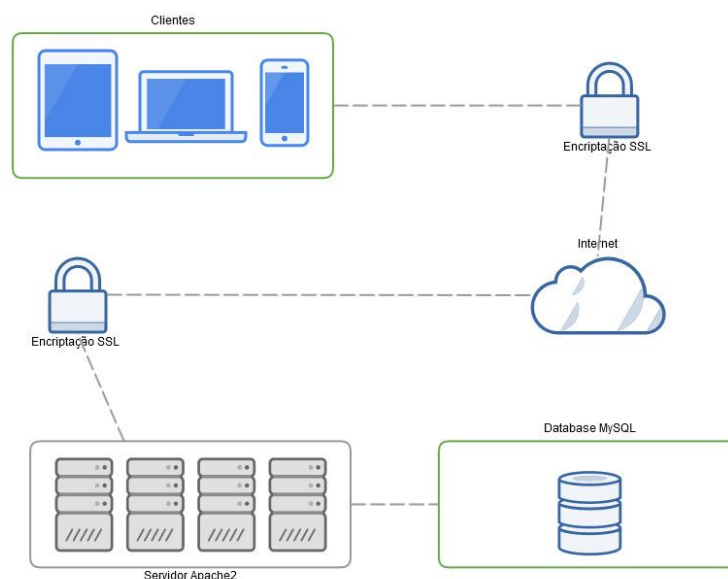 Clientes
Encriptação SSL
Internet
Encriptação SSL
Database MySQL
Servidor Apache2